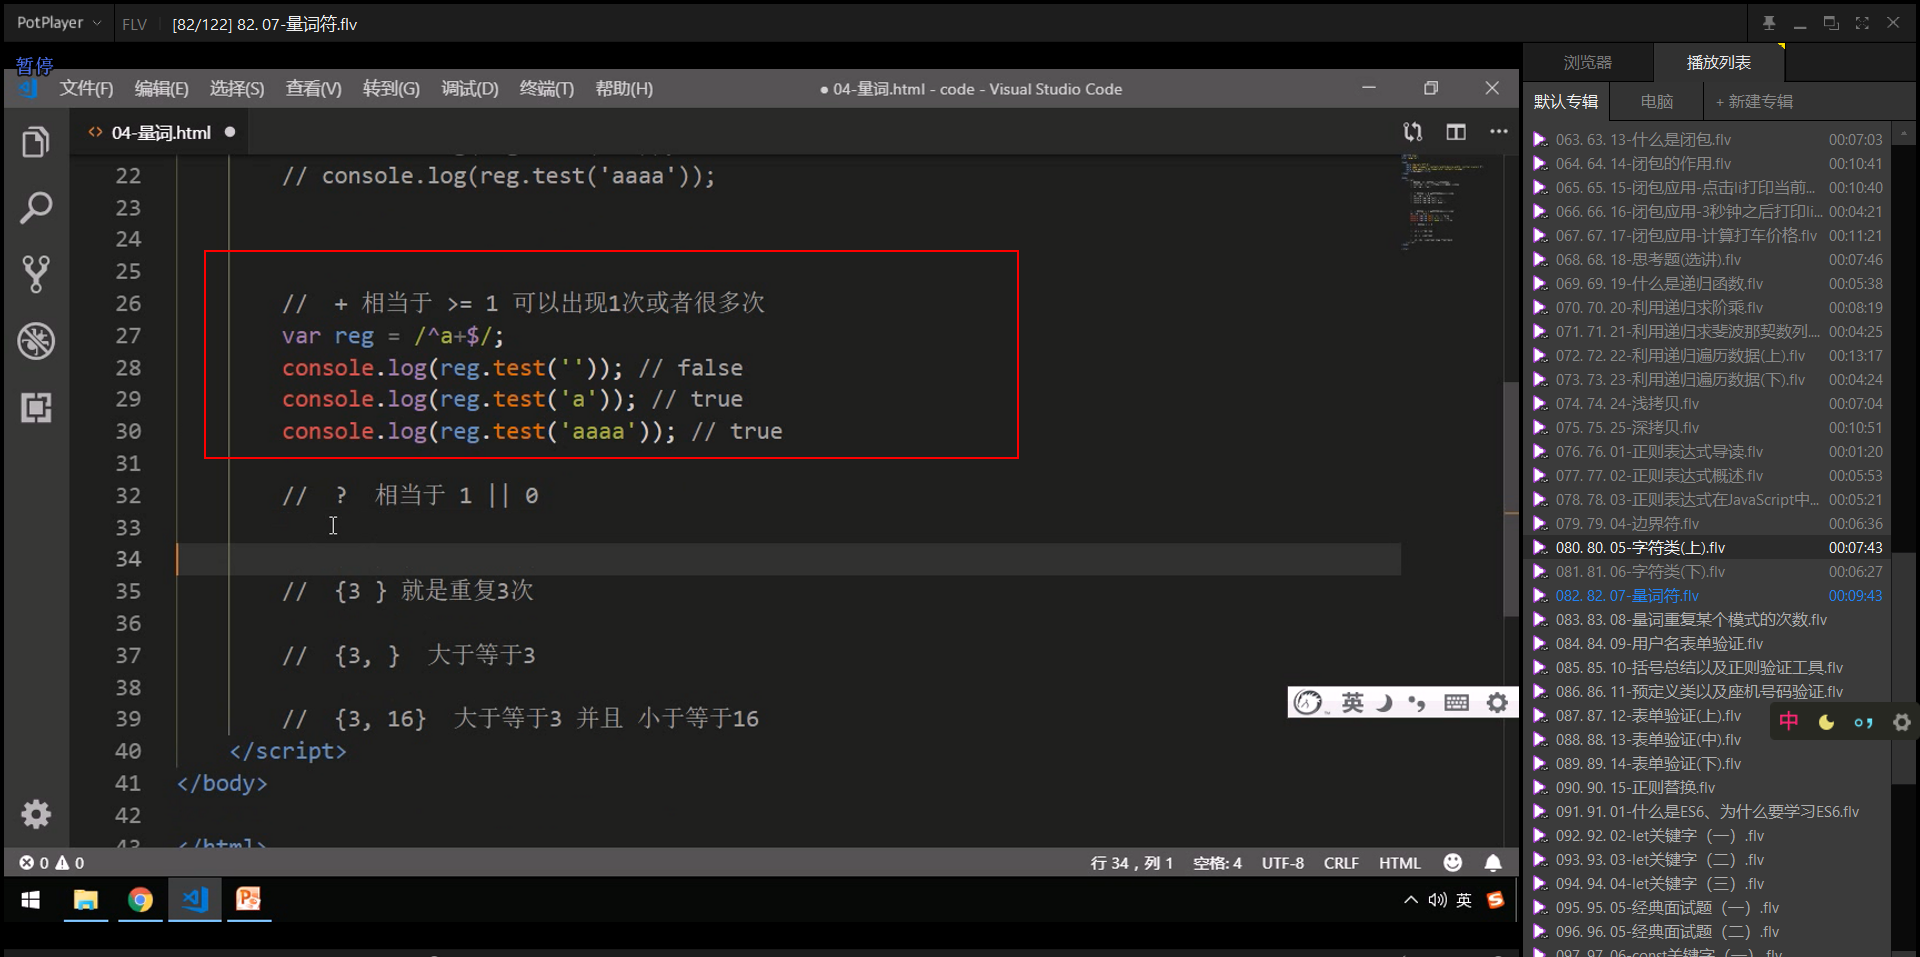 PotPlayer FLV [82/122] 82. 07-量词符.flv
暂停
文件(F) 编辑(E) 选择(S) 查看(V) 转到(G) 调试(D) 终端(T) 帮助(H) ● 04-量词.html - code - Visual Studio Code
<> 04-量词.html ●
22 // console.log(reg.test('aaaa'));
23
24
25
26 // + 相当于 >= 1 可以出现1次或者很多次
27 var reg = /^a+$/;
28 console.log(reg.test('')); // false
29 console.log(reg.test('a')); // true
30 console.log(reg.test('aaaa')); // true
31
32 // ? 相当于 1 || 0
33
34
35 // {3 } 就是重复3次
36
37 // {3, } 大于等于3
38
39 // {3, 16} 大于等于3 并且 小于等于16
40 </script>
41 </body>
42
43 </html>
0 0 行 34，列 1 空格: 4 UTF-8 CRLF HTML
英
英
浏览器 播放列表
默认专辑 电脑 + 新建专辑
063. 63. 13-什么是闭包.flv 00:07:03
064. 64. 14-闭包的作用.flv 00:10:41
065. 65. 15-闭包应用-点击li打印当前... 00:10:40
066. 66. 16-闭包应用-3秒钟之后打印li... 00:04:21
067. 67. 17-闭包应用-计算打车价格.flv 00:11:21
068. 68. 18-思考题(选讲).flv 00:07:46
069. 69. 19-什么是递归函数.flv 00:05:38
070. 70. 20-利用递归求阶乘.flv 00:08:19
071. 71. 21-利用递归求斐波那契数列.... 00:04:25
072. 72. 22-利用递归遍历数据(上).flv 00:13:17
073. 73. 23-利用递归遍历数据(下).flv 00:04:24
074. 74. 24-浅拷贝.flv 00:07:04
075. 75. 25-深拷贝.flv 00:10:51
076. 76. 01-正则表达式导读.flv 00:01:20
077. 77. 02-正则表达式概述.flv 00:05:53
078. 78. 03-正则表达式在JavaScript中... 00:05:21
079. 79. 04-边界符.flv 00:06:36
080. 80. 05-字符类(上).flv 00:07:43
081. 81. 06-字符类(下).flv 00:06:27
082. 82. 07-量词符.flv 00:09:43
083. 83. 08-量词重复某个模式的次数.flv
084. 84. 09-用户名表单验证.flv
085. 85. 10-括号总结以及正则验证工具.flv
086. 86. 11-预定义类以及座机号码验证.flv
087. 87. 12-表单验证(上).flv
中
088. 88. 13-表单验证(中).flv
089. 89. 14-表单验证(下).flv
090. 90. 15-正则替换.flv
091. 91. 01-什么是ES6、为什么要学习ES6.flv
092. 92. 02-let关键字（一）.flv
093. 93. 03-let关键字（二）.flv
094. 94. 04-let关键字（三）.flv
095. 95. 05-经典面试题（一）.flv
096. 96. 05-经典面试题（二）.flv
097. 97. 06-const关键字（一）.flv